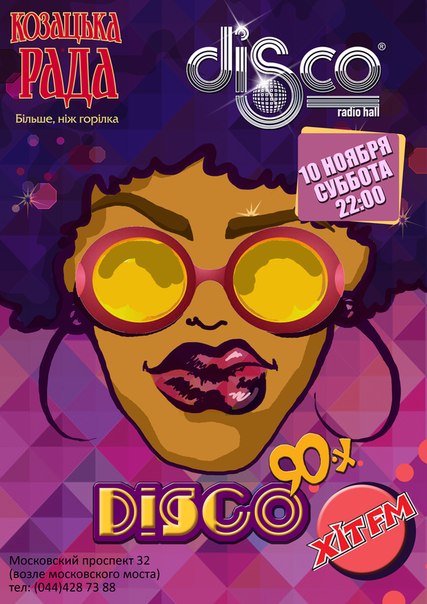 КОЗАЦЬКА
РАДА
Більше, ніж горілка
disco®
radio hall
10 НОЯБРЯ
СУББОТА
22:00
DISCO 90-х
ХІТ FM
Московский проспект 32
(возле московского моста)
тел: (044)428 73 88